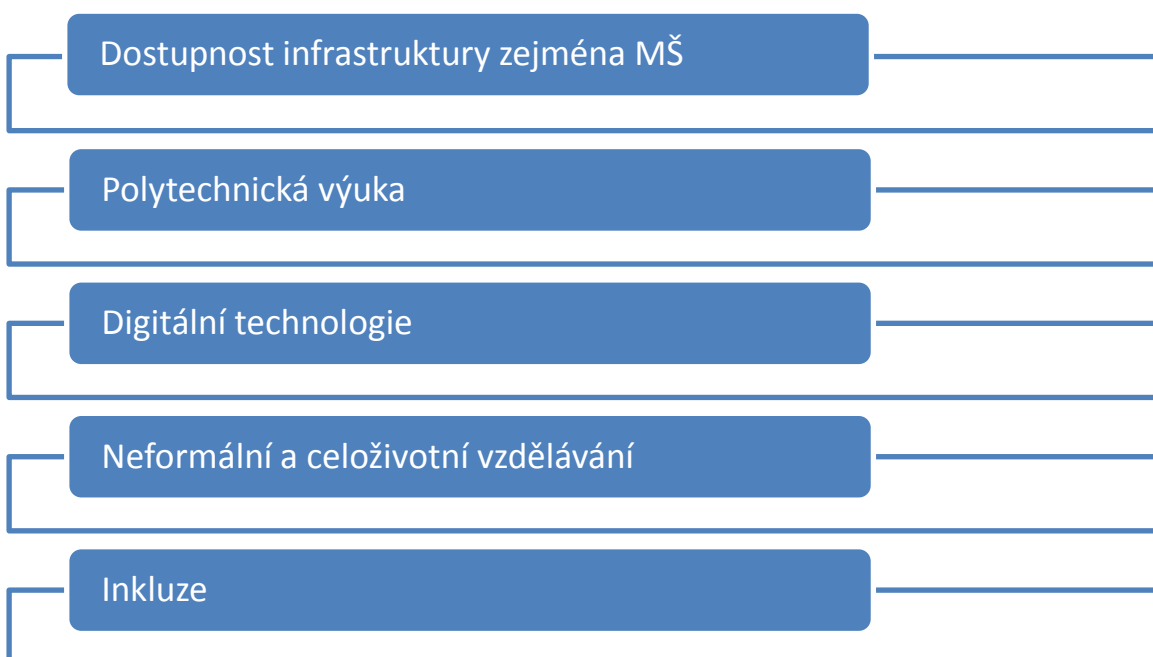 Dostupnost infrastruktury zejména MŠ
Polytechnická výuka
Digitální technologie
Neformální a celoživotní vzdělávání
Inkluze